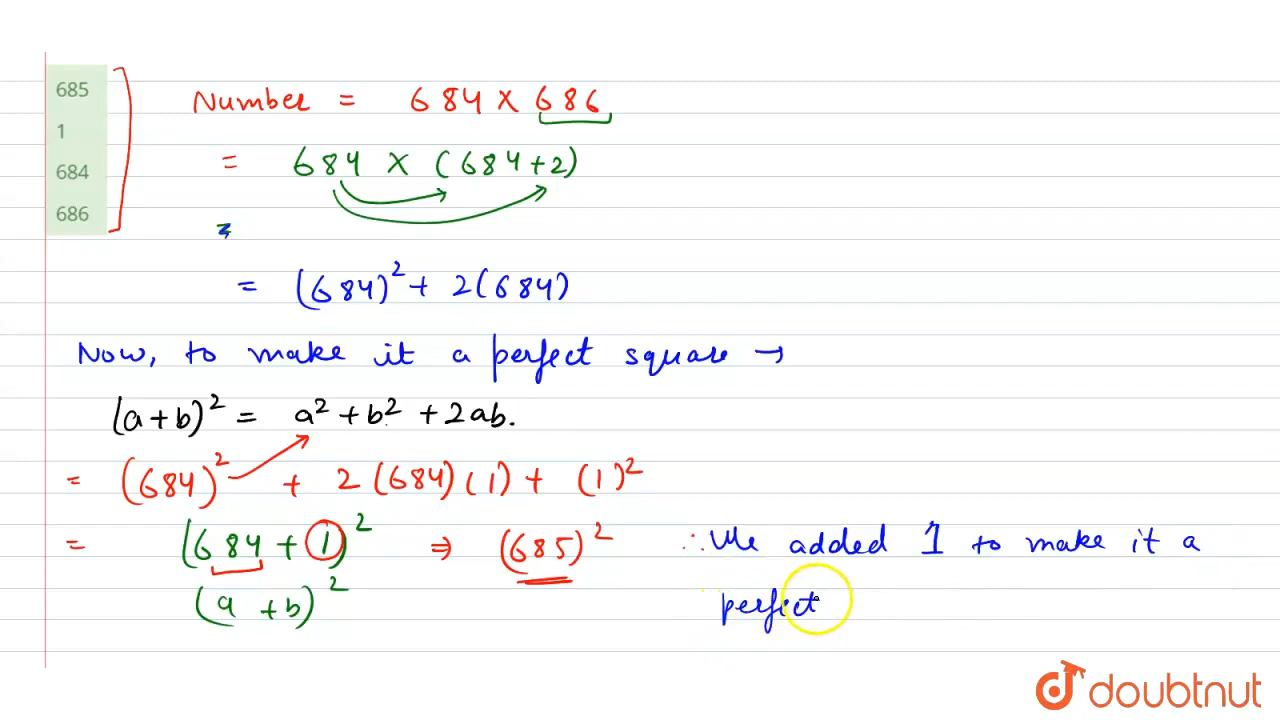 685
1
684
686
Number = 684 × 686
= 684 × (684+2)
= (684)² + 2(684)
Now, to make it a perfect square →
(a+b)² = a² + b² + 2ab.
= (684)² + 2(684)(1) + (1)²
= (684 + 1)² ⇒ (685)² ∴ We added 1 to make it a
(a + b)² perfect
doubtnut